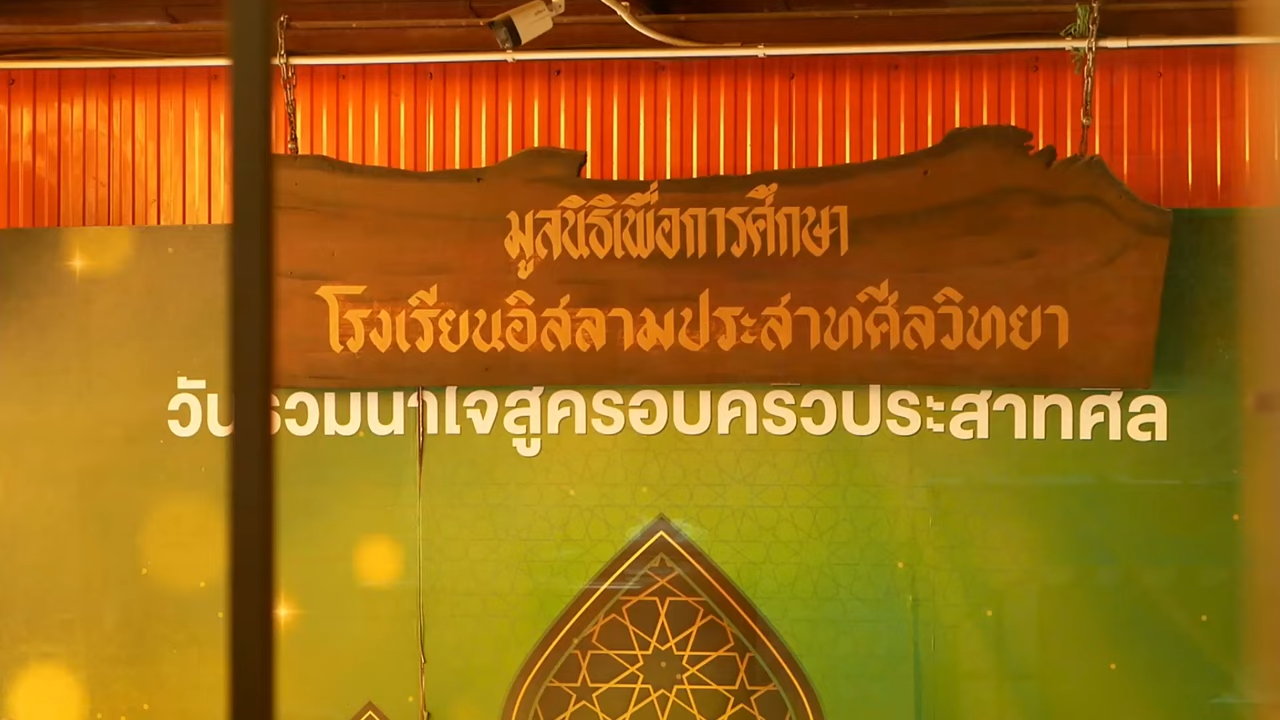 มูลนิธิเพื่อการศึกษา
โรงเรียนอิสลามประสาทศีลวิทยา
วันรวมน้ำใจสู่ครอบครัวประสาทศีล